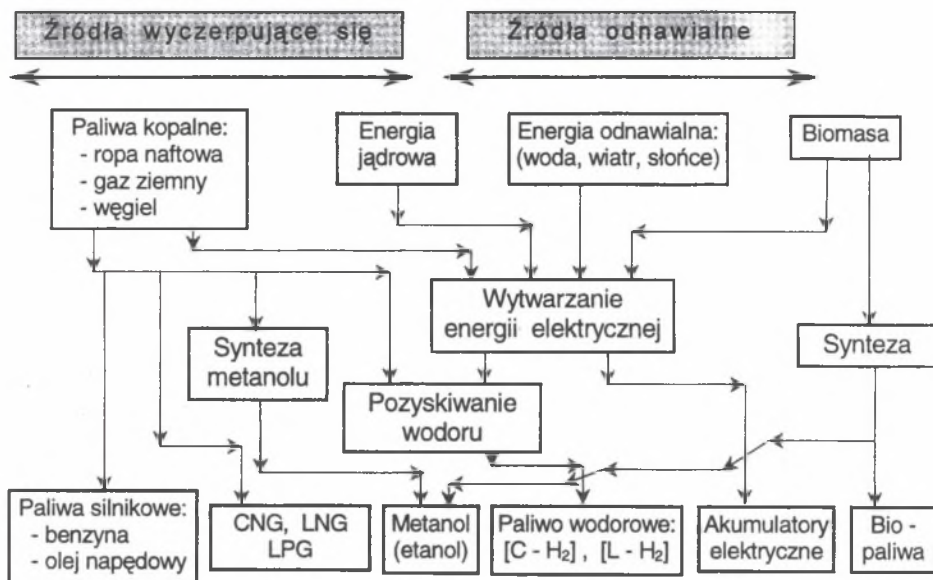 Źródła wyczerpujące się
Źródła odnawialne
Paliwa kopalne:
- ropa naftowa
- gaz ziemny
- węgiel
Energia
jądrowa
Energia odnawialna:
(woda, wiatr, słońce)
Biomasa
Wytwarzanie
energii elektrycznej
Synteza
metanolu
Synteza
Pozyskiwanie
wodoru
Paliwa silnikowe:
- benzyna
- olej napędowy
CNG, LNG
LPG
Metanol
(etanol)
Paliwo wodorowe:
[C - H₂] , [L - H₂]
Akumulatory
elektryczne
Bio -
paliwa